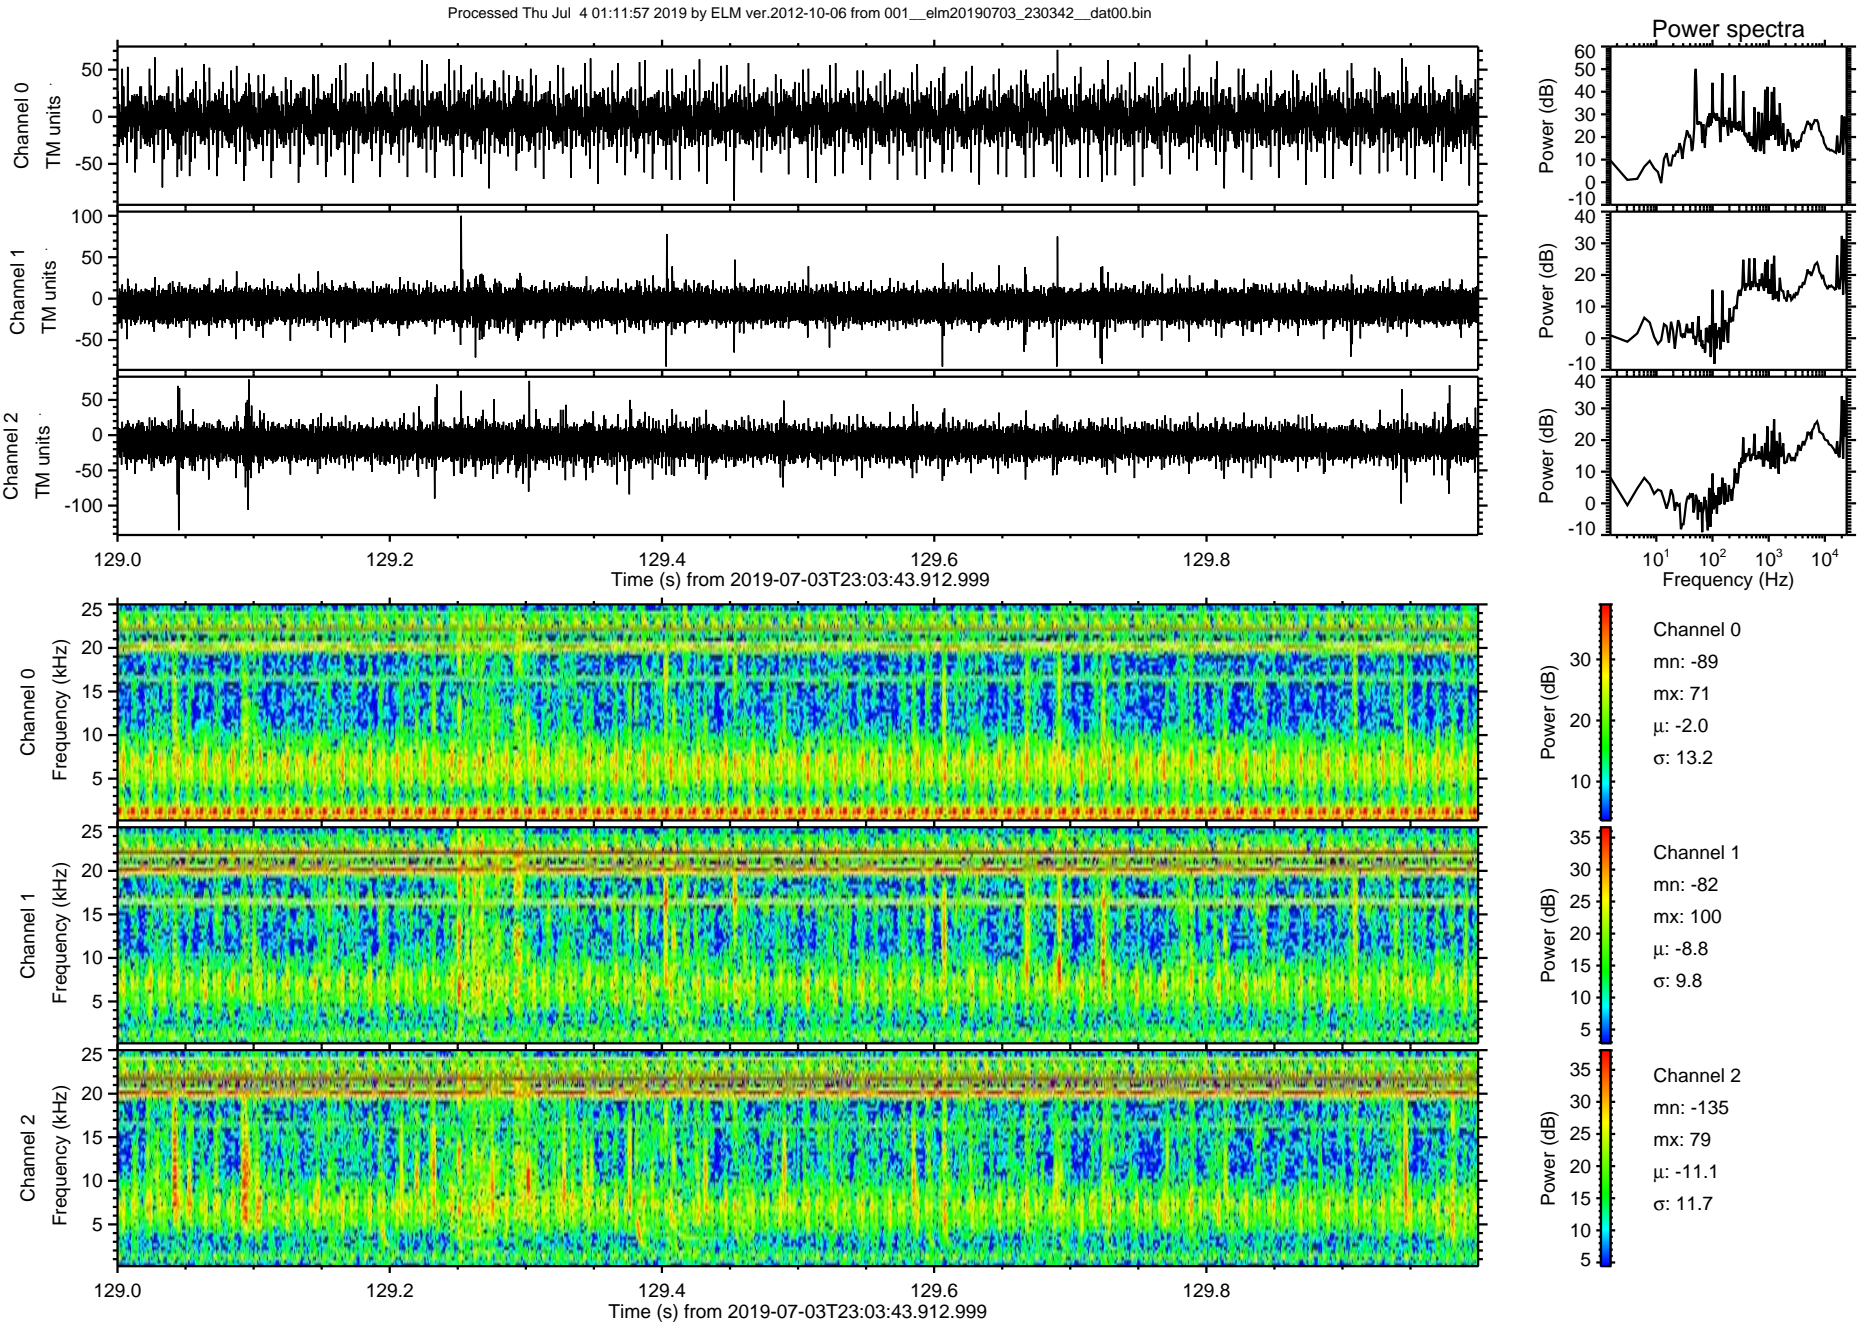 Processed Thu Jul 4 01:11:57 2019 by ELM ver.2012-10-06 from 001__elm20190703_230342__dat00.bin
Power spectra
Channel 0
TM units
50
0
-50
Power (dB)
60
50
40
30
20
10
0
-10
Channel 1
TM units
100
50
0
-50
Power (dB)
40
30
20
10
0
-10
Channel 2
TM units
50
0
-50
-100
Power (dB)
40
30
20
10
0
-10
129.0 129.2 129.4 129.6 129.8
Time (s) from 2019-07-03T23:03:43.912.999
10¹ 10² 10³ 10⁴
Frequency (Hz)
Channel 0
Frequency (kHz)
25
20
15
10
5
Power (dB)
30
20
10
Channel 0
mn: -89
mx: 71
μ: -2.0
σ: 13.2
Channel 1
Frequency (kHz)
25
20
15
10
5
Power (dB)
35
30
25
20
15
10
5
Channel 1
mn: -82
mx: 100
μ: -8.8
σ: 9.8
Channel 2
Frequency (kHz)
25
20
15
10
5
Power (dB)
35
30
25
20
15
10
5
Channel 2
mn: -135
mx: 79
μ: -11.1
σ: 11.7
129.0 129.2 129.4 129.6 129.8
Time (s) from 2019-07-03T23:03:43.912.999